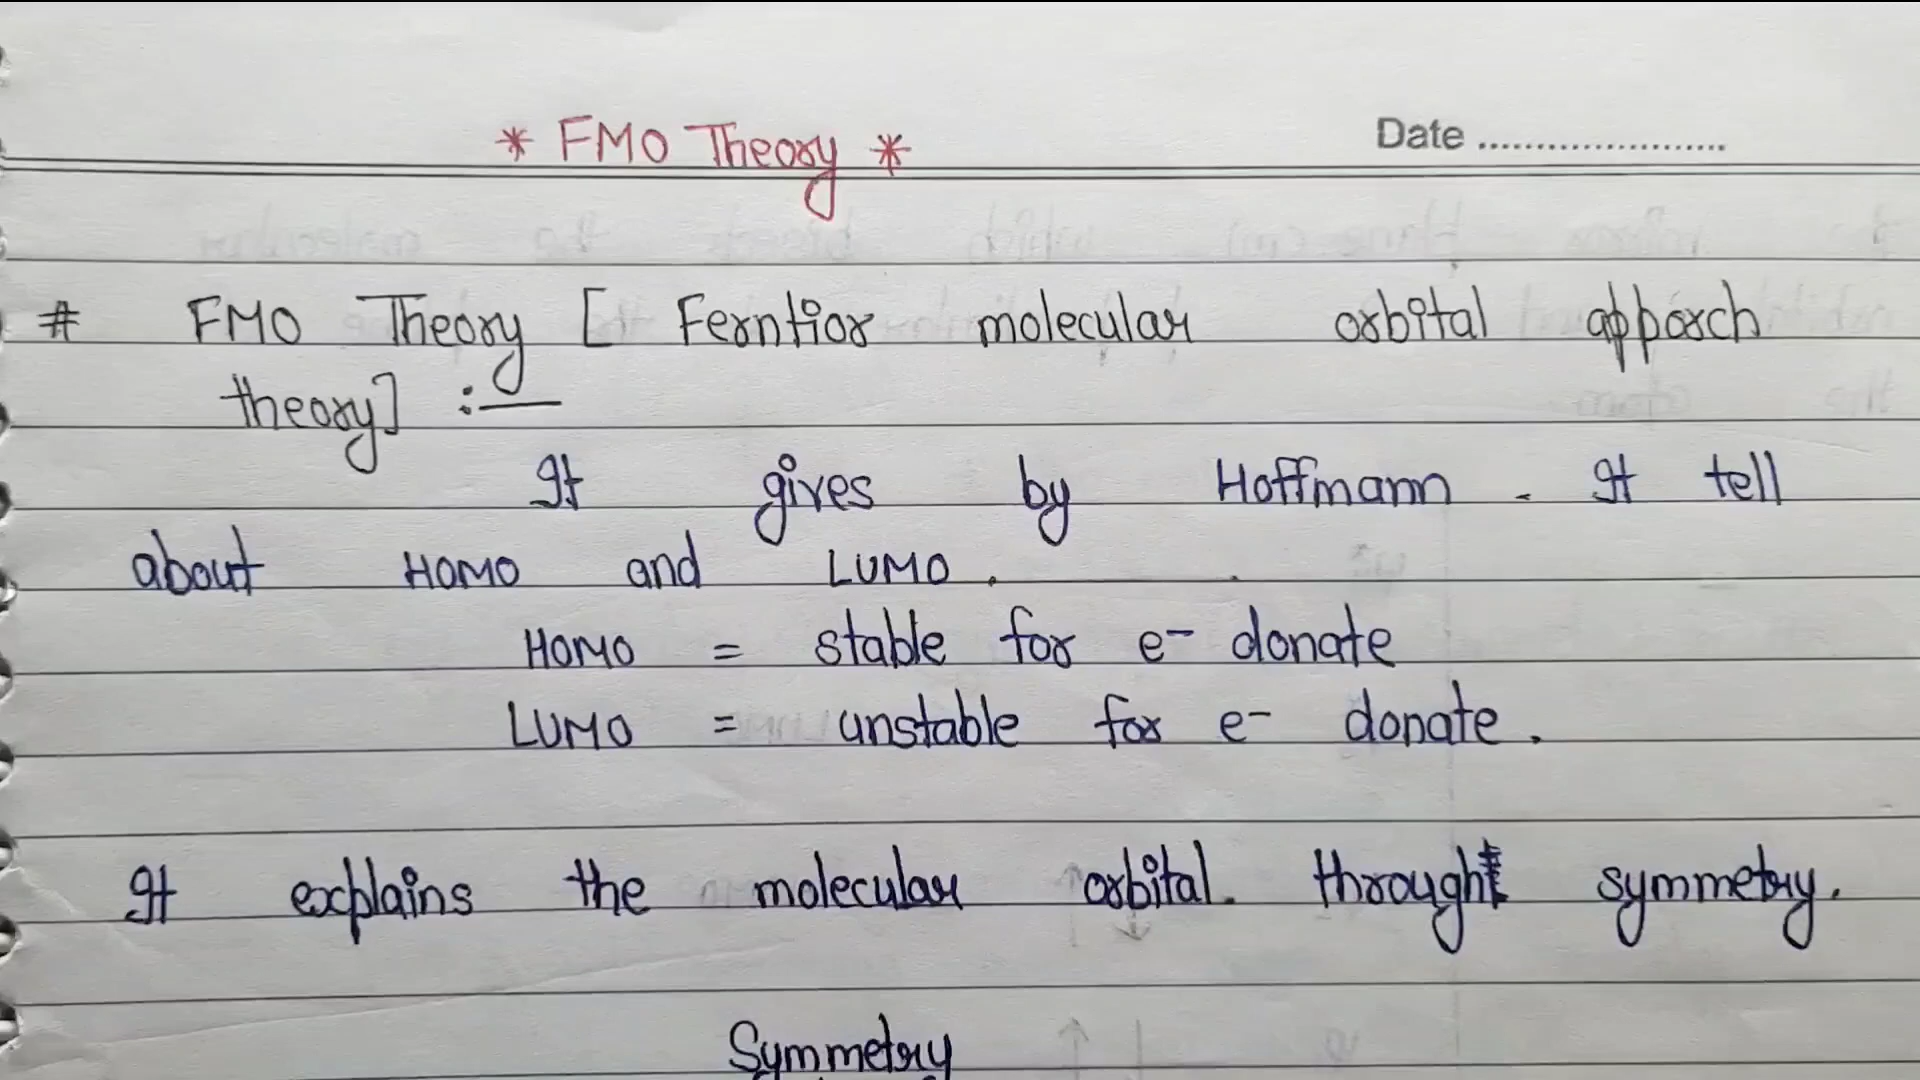 * FMO Theory *
Date ......................
# FMO Theory [ Ferntior molecular orbital apporch
theory] :-
It gives by Hoffmann. It tell
about HOMO and LUMO.
HOMO = stable for e- donate
LUMO = unstable for e- donate.
It explains the molecular orbital. throught symmetry.
Symmetry